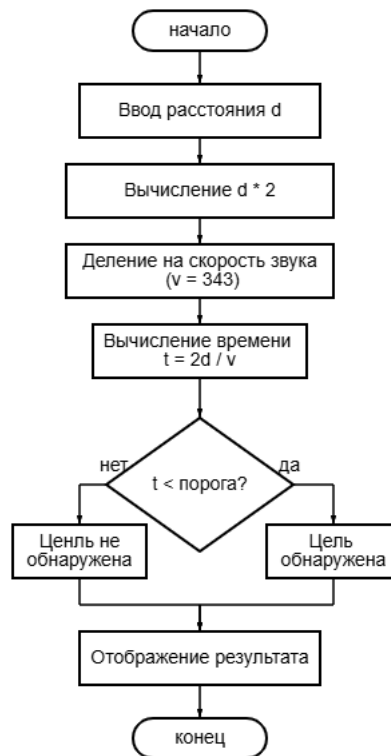 начало
Ввод расстояния d
Вычисление d * 2
Деление на скорость звука
(v = 343)
Вычисление времени
t = 2d / v
нет
t < порога?
да
Ценль не
обнаружена
Цель
обнаружена
Отображение результата
конец